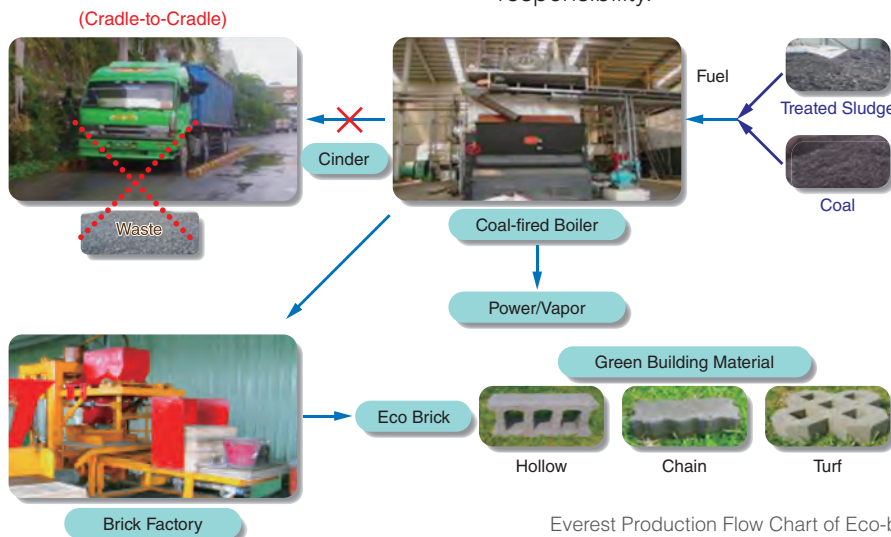 responsibility.
(Cradle-to-Cradle)
Fuel
Treated Sludge
Cinder
Coal
Waste
Coal-fired Boiler
Power/Vapor
Green Building Material
Eco Brick
Hollow
Chain
Turf
Brick Factory
Everest Production Flow Chart of Eco-b